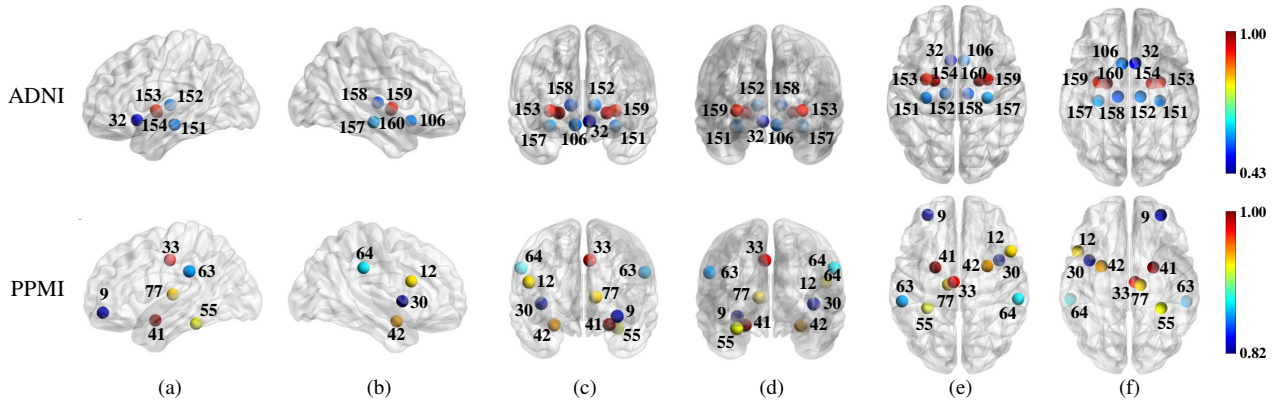 ADNI
153 152 32 154 151
158 159 157 160 106
158 152 153 159 157 106 32 151
152 158 159 153 151 32 106 157
32 106 153 154 160 159 151 152 158 157
106 32 159 160 154 153 157 158 152 151
1.00
0.43
PPMI
33 63 9 77 41 55
64 12 30 42
64 33 63 12 77 30 9 42 41 55
33 63 64 64 77 12 30 9 42 55 41
9 12 41 42 30 63 77 33 64 55
9 12 30 42 41 33 77 63 64 55
1.00
0.82
(a) (b) (c) (d) (e) (f)